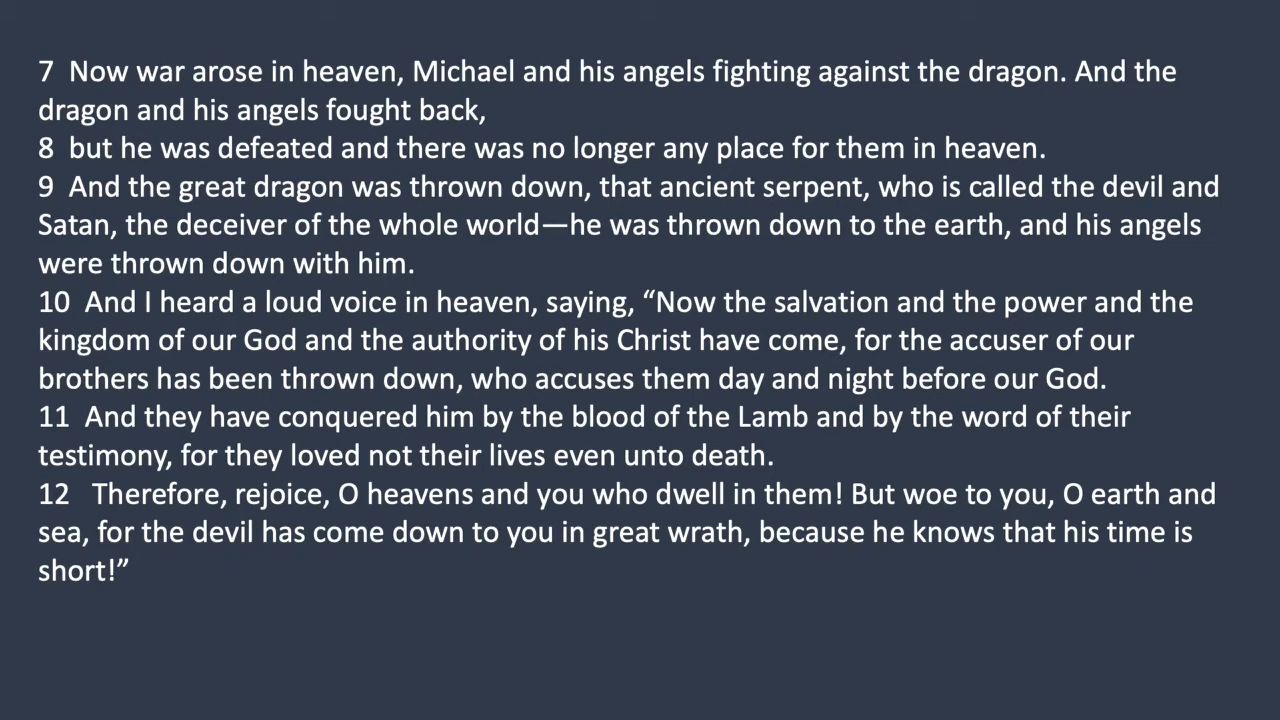 7  Now war arose in heaven, Michael and his angels fighting against the dragon. And the
dragon and his angels fought back,
8  but he was defeated and there was no longer any place for them in heaven.
9  And the great dragon was thrown down, that ancient serpent, who is called the devil and
Satan, the deceiver of the whole world—he was thrown down to the earth, and his angels
were thrown down with him.
10  And I heard a loud voice in heaven, saying, “Now the salvation and the power and the
kingdom of our God and the authority of his Christ have come, for the accuser of our
brothers has been thrown down, who accuses them day and night before our God.
11  And they have conquered him by the blood of the Lamb and by the word of their
testimony, for they loved not their lives even unto death.
12   Therefore, rejoice, O heavens and you who dwell in them! But woe to you, O earth and
sea, for the devil has come down to you in great wrath, because he knows that his time is
short!”